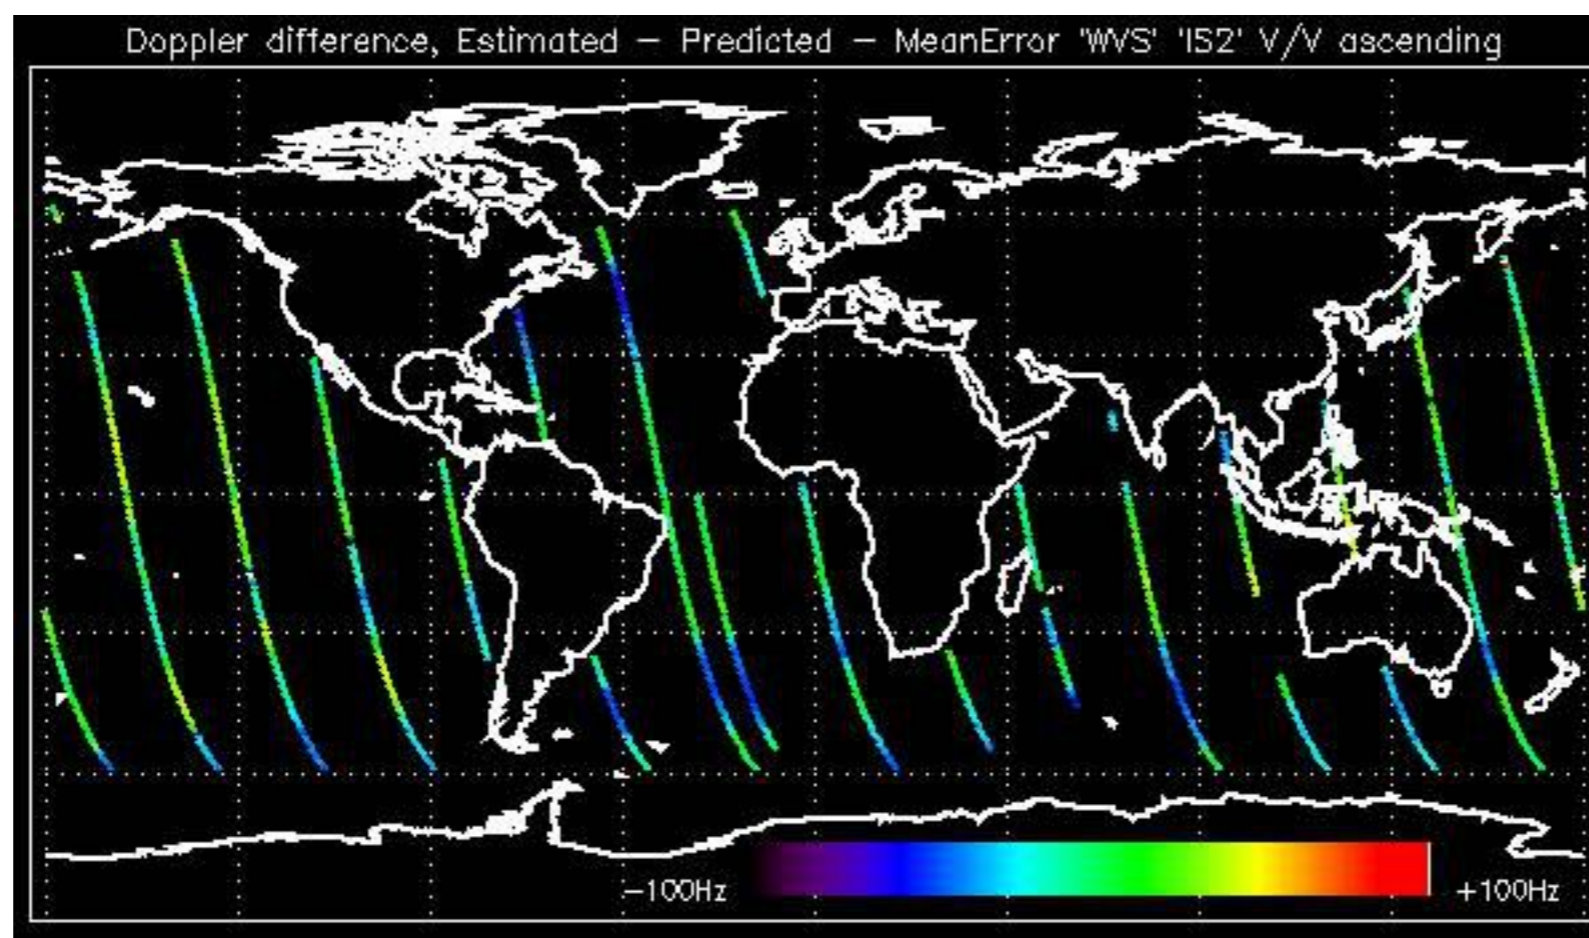 Doppler difference, Estimated − Predicted − MeanError 'WVS' 'IS2' V/V ascending
−100Hz +100Hz